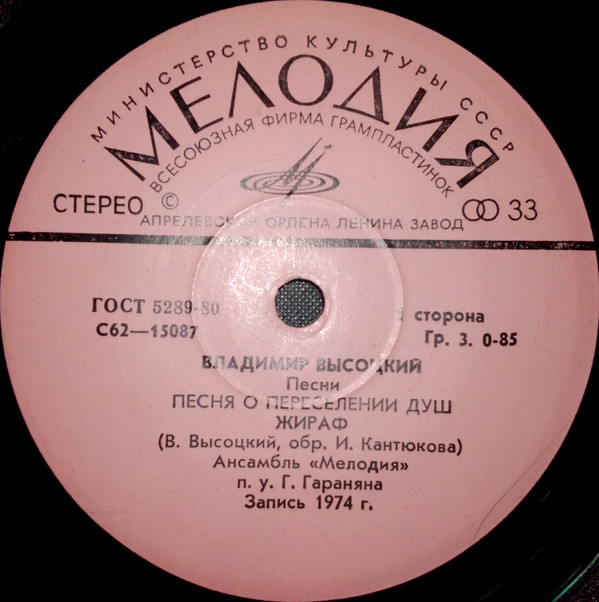 МИНИСТЕРСТВО КУЛЬТУРЫ СССР
МЕЛОДИЯ
ВСЕСОЮЗНАЯ ФИРМА ГРАМПЛАСТИНОК
СТЕРЕО © 33
АПРЕЛЕВСКИЙ ОРДЕНА ЛЕНИНА ЗАВОД
ГОСТ 5289-80
сторона
С62—15087
Гр. 3. 0-85
ВЛАДИМИР ВЫСОЦКИЙ
Песни
ПЕСНЯ О ПЕРЕСЕЛЕНИИ ДУШ
ЖИРАФ
(В. Высоцкий, обр. И. Кантюкова)
Ансамбль «Мелодия»
п. у. Г. Гараняна
Запись 1974 г.